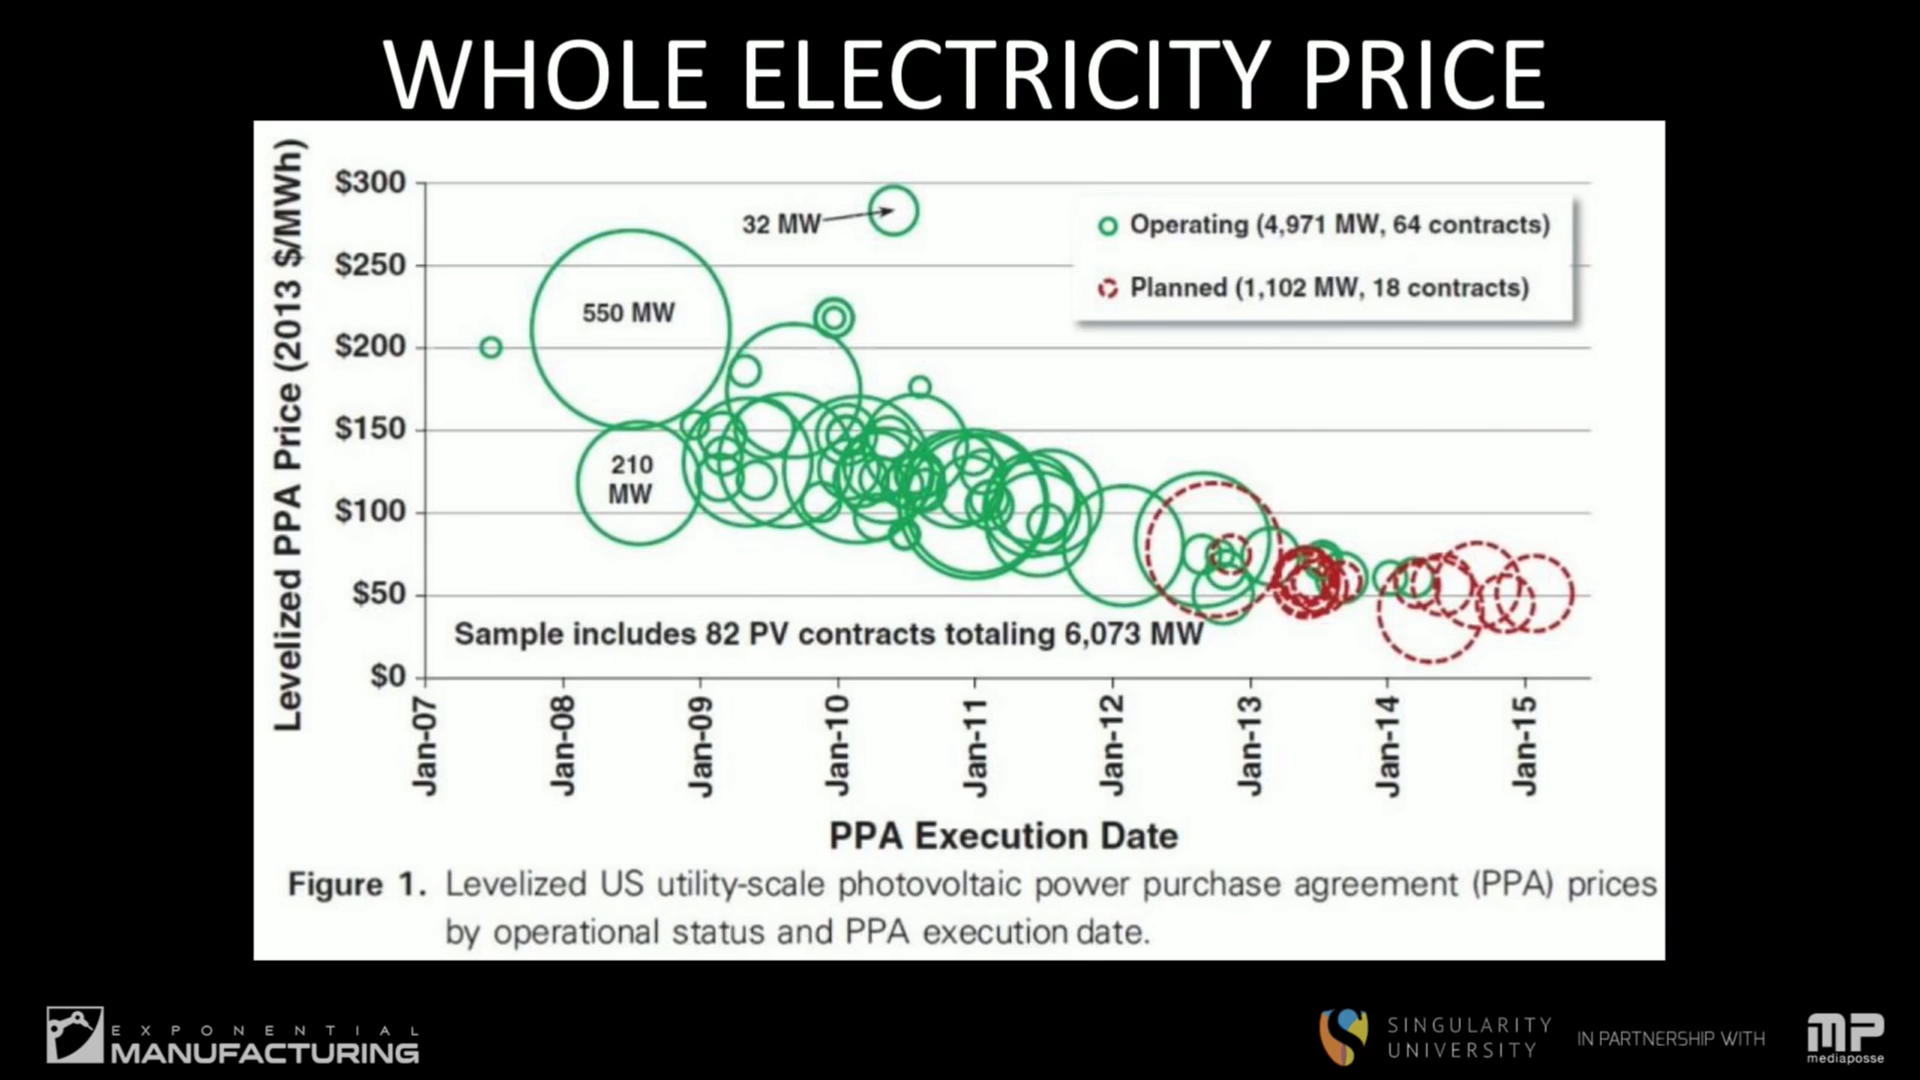 WHOLE ELECTRICITY PRICE
Levelized PPA Price (2013 $/MWh)
$300
$250
$200
$150
$100
$50
$0
32 MW
550 MW
210
MW
Operating (4,971 MW, 64 contracts)
Planned (1,102 MW, 18 contracts)
Sample includes 82 PV contracts totaling 6,073 MW
Jan-07
Jan-08
Jan-09
Jan-10
Jan-11
Jan-12
Jan-13
Jan-14
Jan-15
PPA Execution Date
Figure 1. Levelized US utility-scale photovoltaic power purchase agreement (PPA) prices
by operational status and PPA execution date.
EXPONENTIAL
MANUFACTURING
SINGULARITY
UNIVERSITY
IN PARTNERSHIP WITH
MP
mediaposse